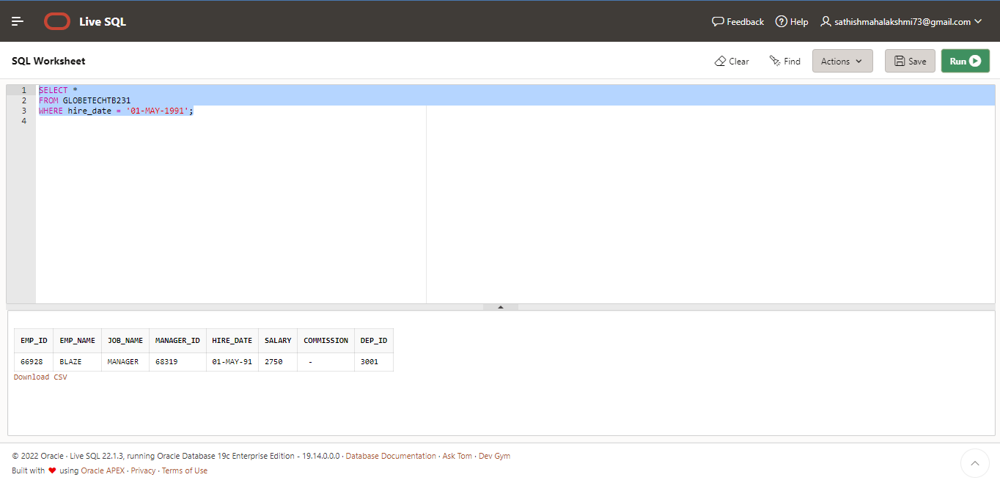 Live SQL
Feedback Help sathishmahalakshmi73@gmail.com
SQL Worksheet
Clear Find Actions Save Run
1 SELECT *
2 FROM GLOBETECHTB231
3 WHERE hire_date = '01-MAY-1991';
4
EMP_ID EMP_NAME JOB_NAME MANAGER_ID HIRE_DATE SALARY COMMISSION DEP_ID
66928 BLAZE MANAGER 68319 01-MAY-91 2750 - 3001
Download CSV
© 2022 Oracle · Live SQL 22.1.3, running Oracle Database 19c Enterprise Edition - 19.14.0.0.0 · Database Documentation · Ask Tom · Dev Gym
Built with ❤ using Oracle APEX · Privacy · Terms of Use